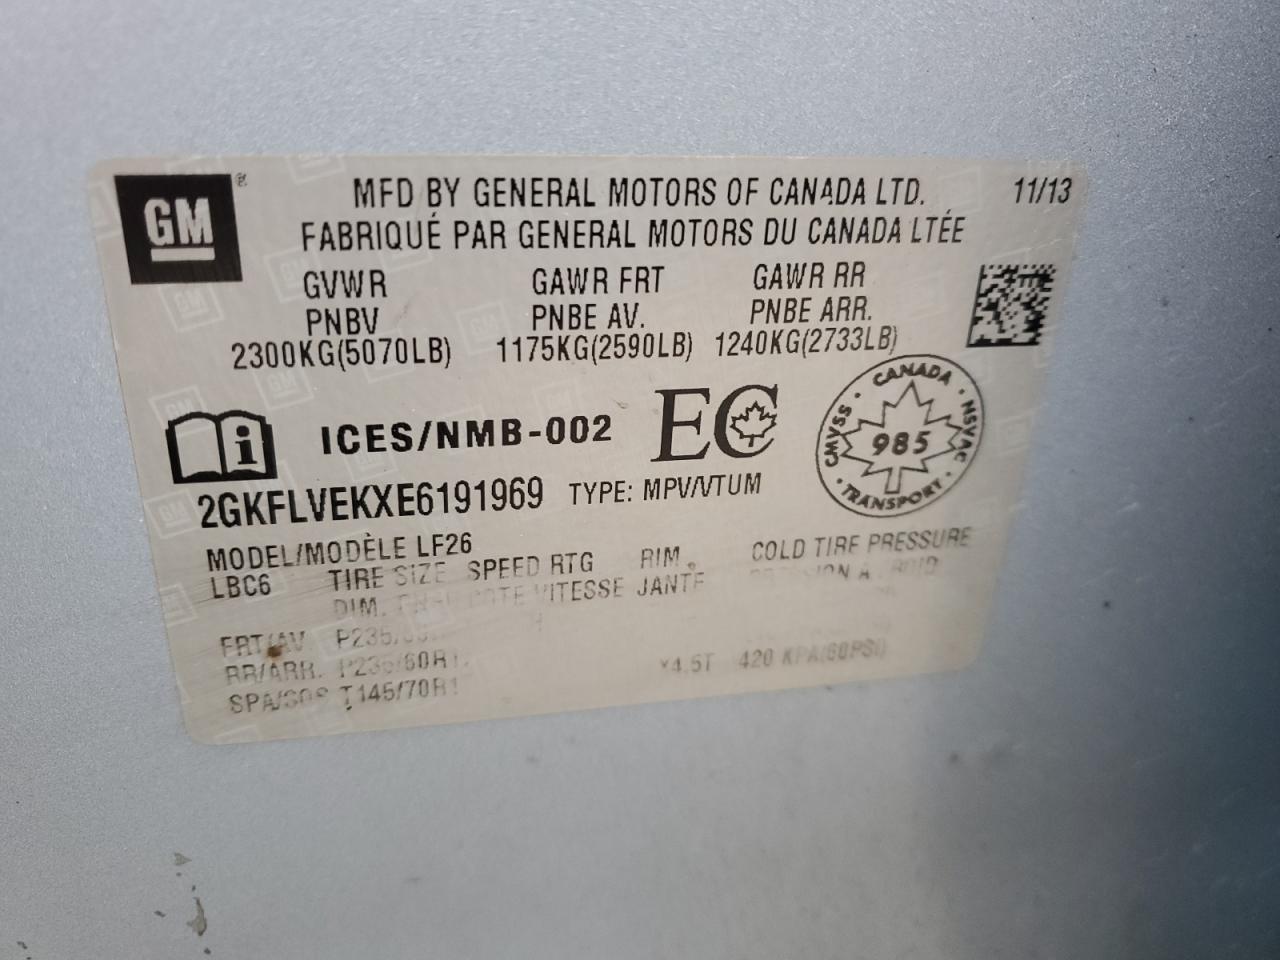 GM ®
MFD BY GENERAL MOTORS OF CANADA LTD. 11/13
FABRIQUÉ PAR GENERAL MOTORS DU CANADA LTÉE
GVWR GAWR FRT GAWR RR
PNBV PNBE AV. PNBE ARR.
2300KG(5070LB) 1175KG(2590LB) 1240KG(2733LB)
i ICES/NMB-002 EC
CANADA · NSVAC · TRANSPORT · CMVSS ·
985
2GKFLVEKXE6191969 TYPE: MPV/VTUM
MODEL/MODÈLE LF26
LBC6 TIRE SIZE SPEED RTG RIM COLD TIRE PRESSURE
DIM. VITESSE JANTE
FRT/AV
RR/ARR.
SPA/ T145/70R1
420 KPA(60PSI)